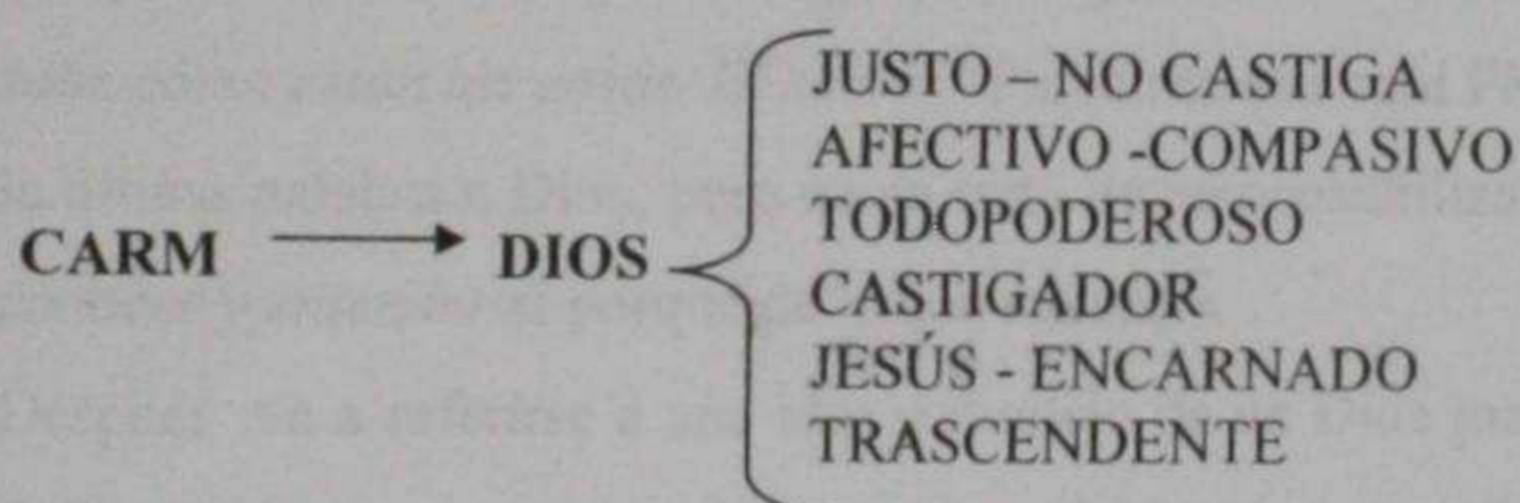 JUSTO – NO CASTIGA
AFECTIVO -COMPASIVO
TODOPODEROSO
CARM DIOS
CASTIGADOR
JESÚS - ENCARNADO
TRASCENDENTE